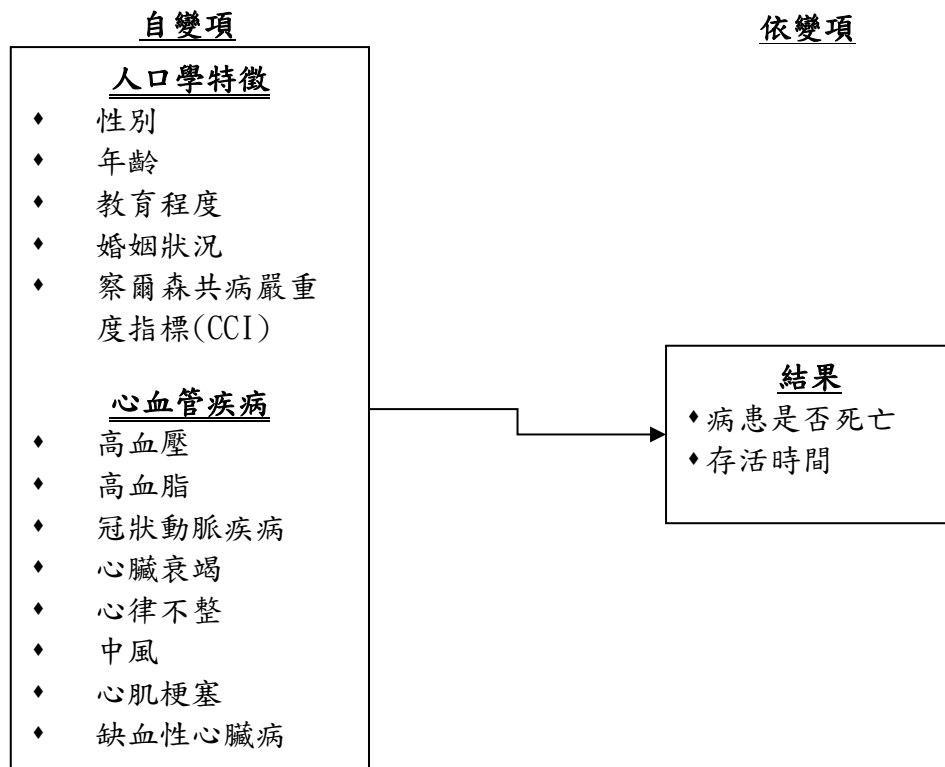 自變項
依變項
人口學特徵
♦ 性別
♦ 年齡
♦ 教育程度
♦ 婚姻狀況
♦ 察爾森共病嚴重
度指標(CCI)
心血管疾病
♦ 高血壓
♦ 高血脂
♦ 冠狀動脈疾病
♦ 心臟衰竭
♦ 心律不整
♦ 中風
♦ 心肌梗塞
♦ 缺血性心臟病
結果
♦病患是否死亡
♦存活時間